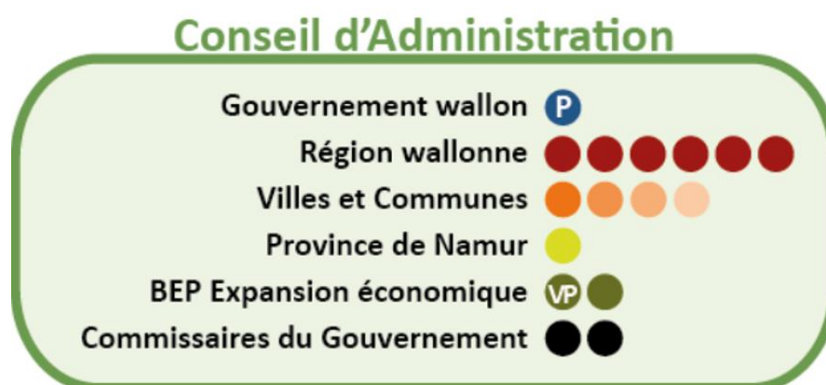 Conseil d'Administration
Gouvernement wallon P
Région wallonne
Villes et Communes
Province de Namur
BEP Expansion économique VP
Commissaires du Gouvernement